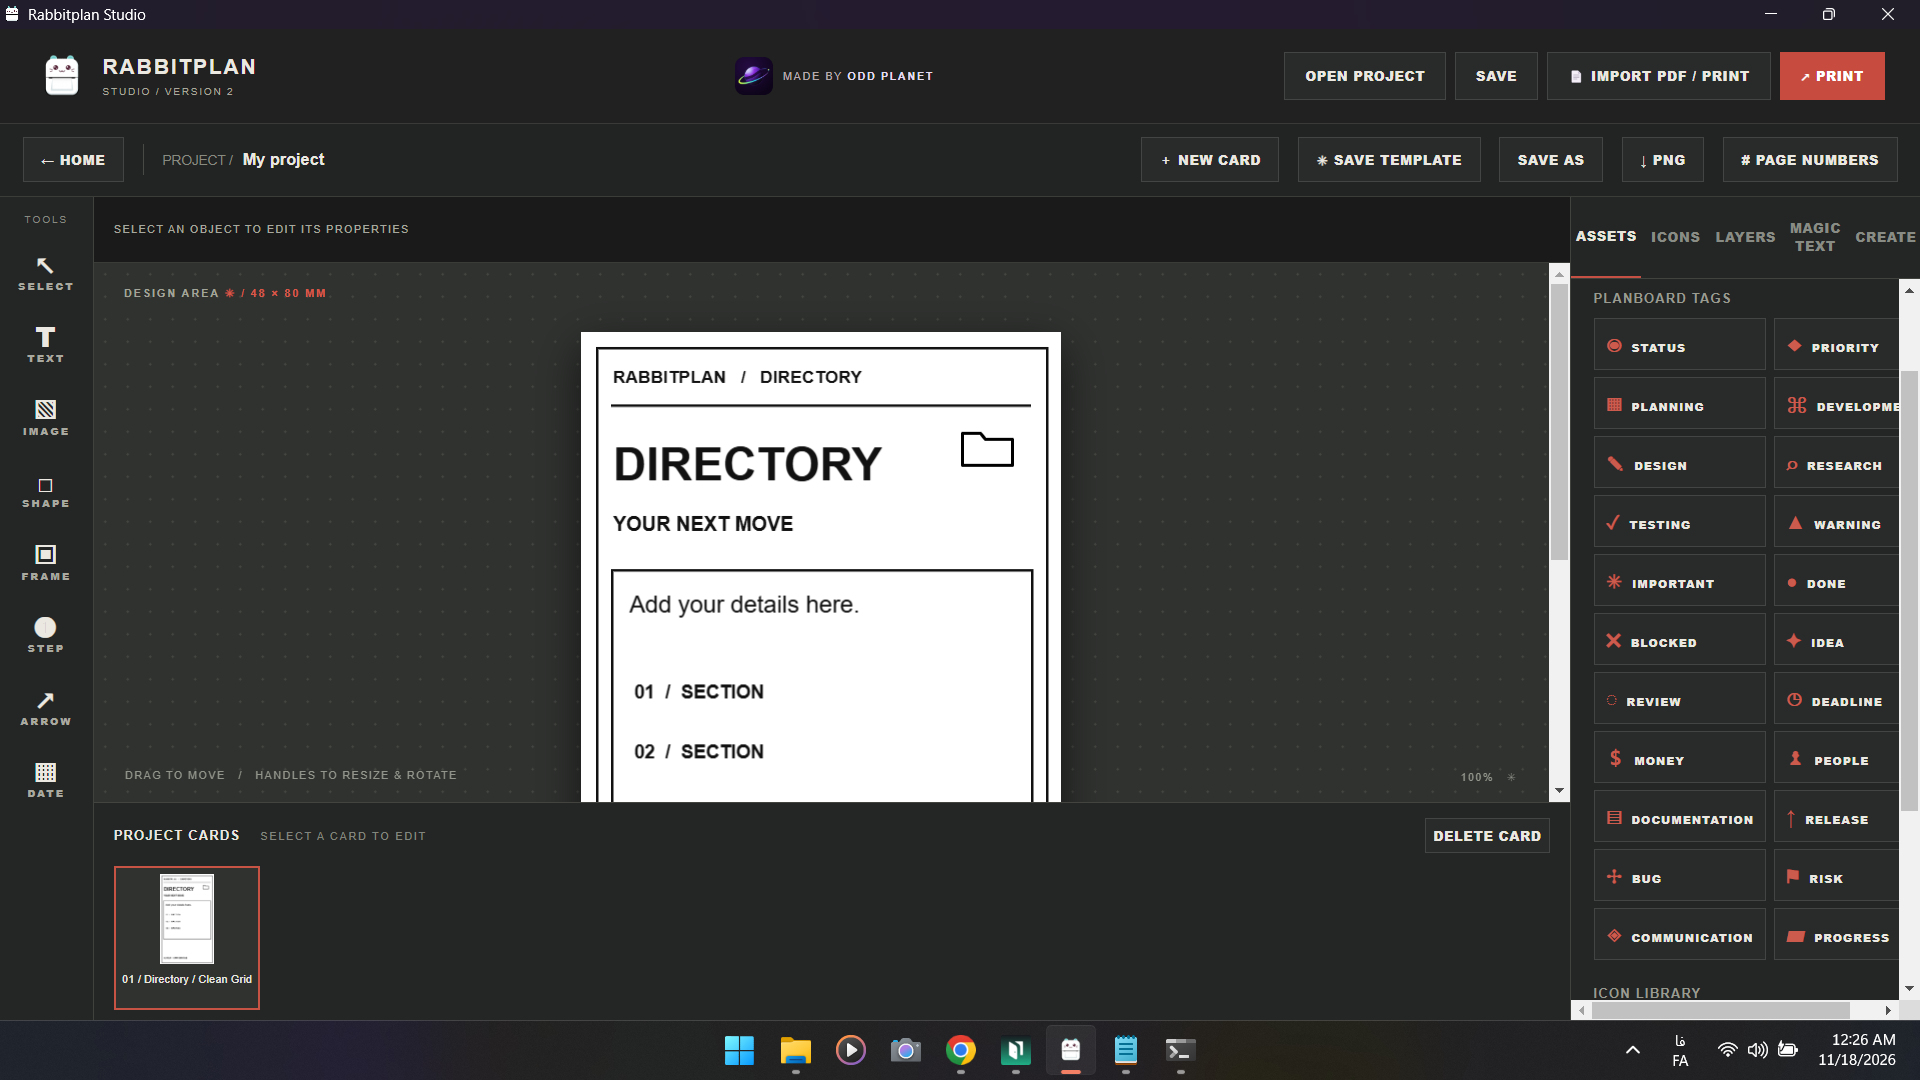 Rabbitplan Studio
RABBITPLAN
STUDIO / VERSION 2
MADE BY ODD PLANET
OPEN PROJECT
SAVE
IMPORT PDF / PRINT
↗ PRINT
← HOME
PROJECT / My project
+ NEW CARD
✳ SAVE TEMPLATE
SAVE AS
↓ PNG
# PAGE NUMBERS
TOOLS
SELECT
TEXT
IMAGE
SHAPE
FRAME
STEP
ARROW
DATE
SELECT AN OBJECT TO EDIT ITS PROPERTIES
DESIGN AREA ✳ / 48 × 80 MM
RABBITPLAN / DIRECTORY
DIRECTORY
YOUR NEXT MOVE
Add your details here.
01 / SECTION
02 / SECTION
DRAG TO MOVE / HANDLES TO RESIZE & ROTATE
100% ✳
PROJECT CARDS
SELECT A CARD TO EDIT
DELETE CARD
DIRECTORY
01 / Directory / Clean Grid
ASSETS
ICONS
LAYERS
MAGIC
TEXT
CREATE
PLANBOARD TAGS
STATUS
PRIORITY
PLANNING
DEVELOPME
DESIGN
RESEARCH
TESTING
WARNING
IMPORTANT
DONE
BLOCKED
IDEA
REVIEW
DEADLINE
$ MONEY
PEOPLE
DOCUMENTATION
RELEASE
BUG
RISK
COMMUNICATION
PROGRESS
ICON LIBRARY
فا
FA
12:26 AM
11/18/2026